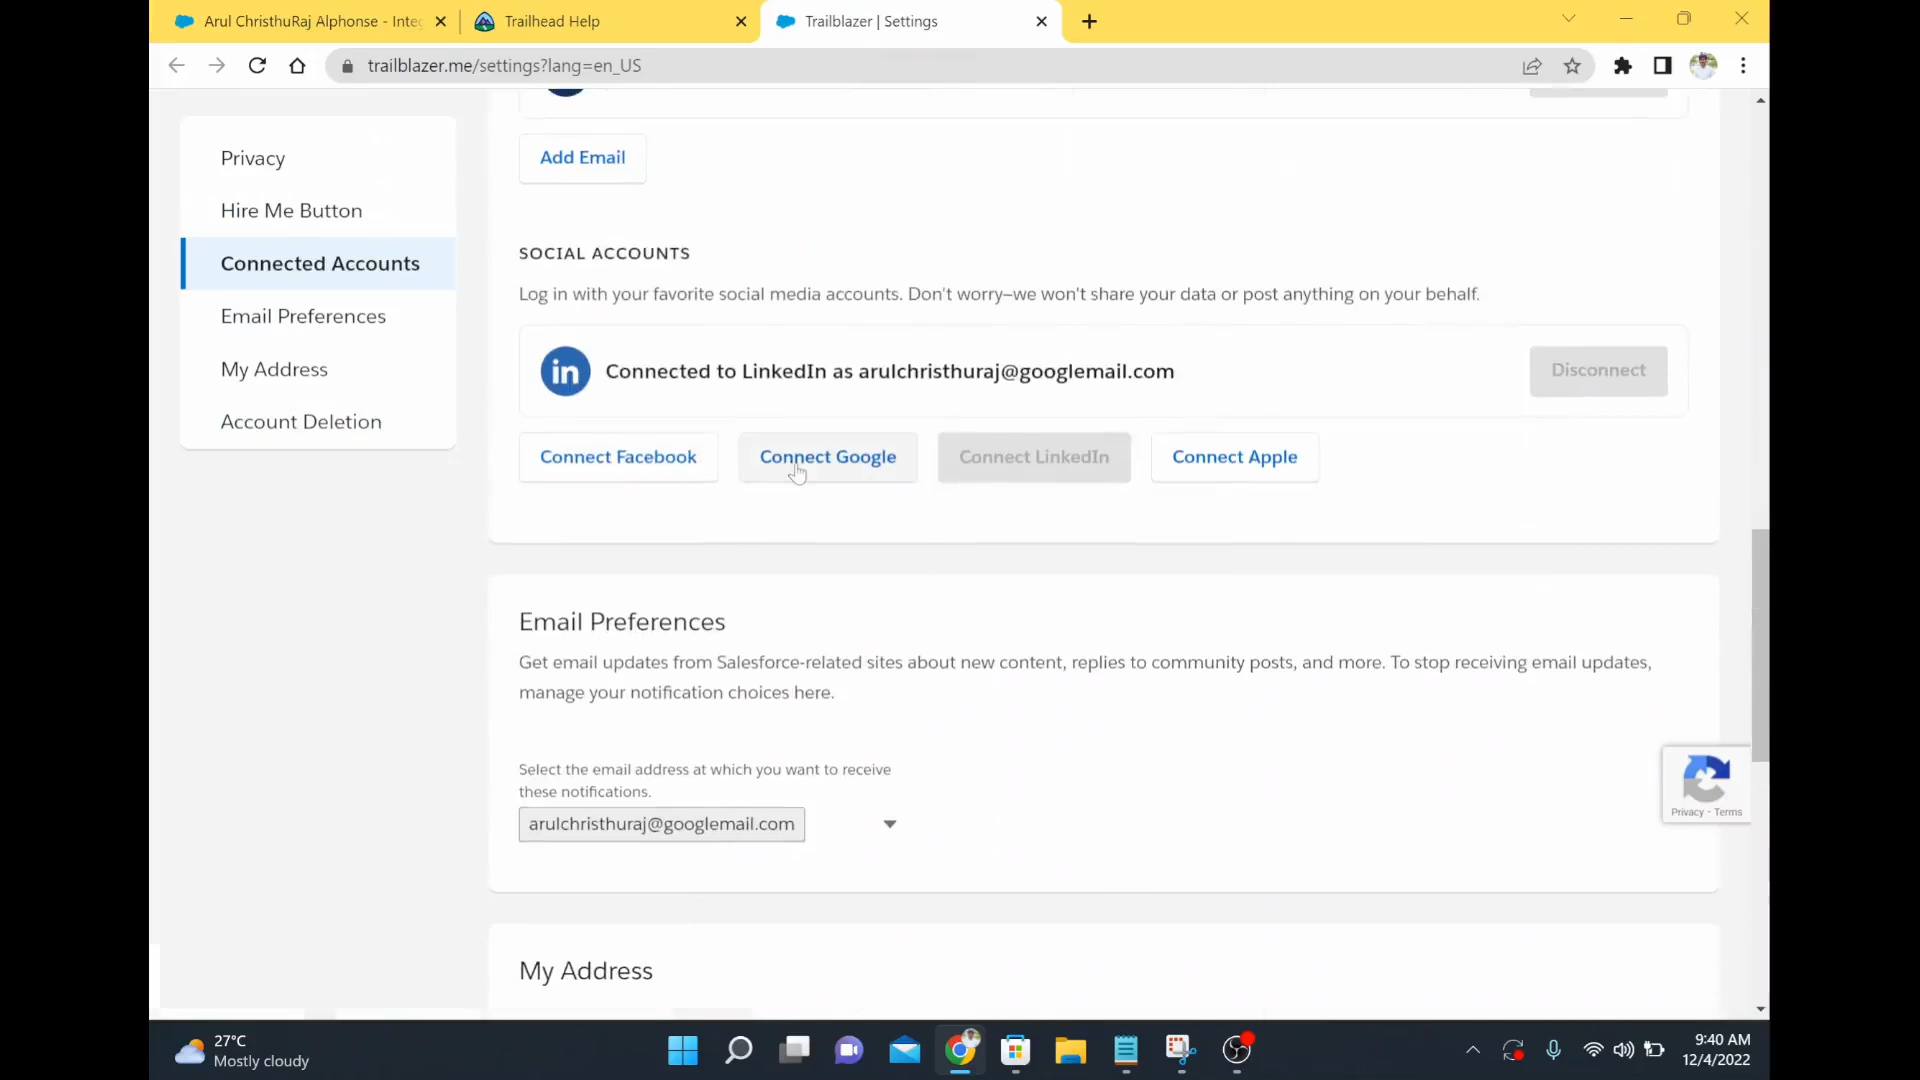 Arul ChristhuRaj Alphonse - Inte
Trailhead Help
Trailblazer | Settings
trailblazer.me/settings?lang=en_US
Privacy
Hire Me Button
Connected Accounts
Email Preferences
My Address
Account Deletion
Add Email
SOCIAL ACCOUNTS
Log in with your favorite social media accounts. Don't worry—we won't share your data or post anything on your behalf.
in
Connected to LinkedIn as arulchristhuraj@googlemail.com
Disconnect
Connect Facebook
Connect Google
Connect LinkedIn
Connect Apple
Email Preferences
Get email updates from Salesforce-related sites about new content, replies to community posts, and more. To stop receiving email updates,
manage your notification choices here.
Select the email address at which you want to receive
these notifications.
arulchristhuraj@googlemail.com
Privacy - Terms
My Address
27°C
Mostly cloudy
9:40 AM
12/4/2022